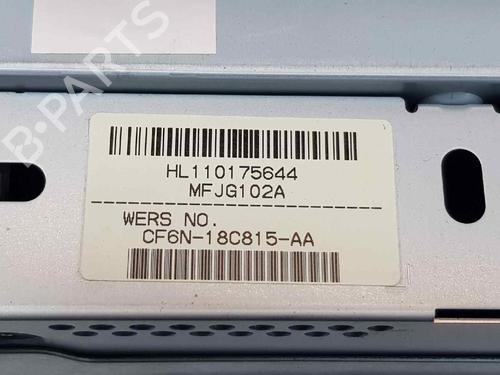 B-PARTS
HL110175644
MFJG102A
WERS NO.
CF6N-18C815-AA